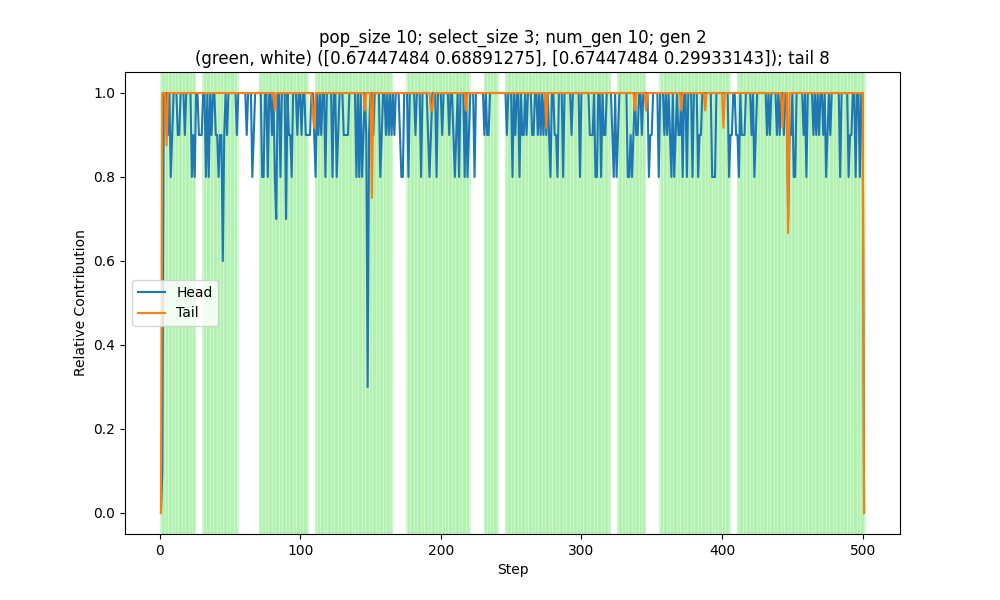 pop_size 10; select_size 3; num_gen 10; gen 2
(green, white) ([0.67447484 0.68891275], [0.67447484 0.29933143]); tail 8
1.0
0.8
0.6
0.4
0.2
0.0
Relative Contribution
Head
Tail
0
100
200
300
400
500
Step